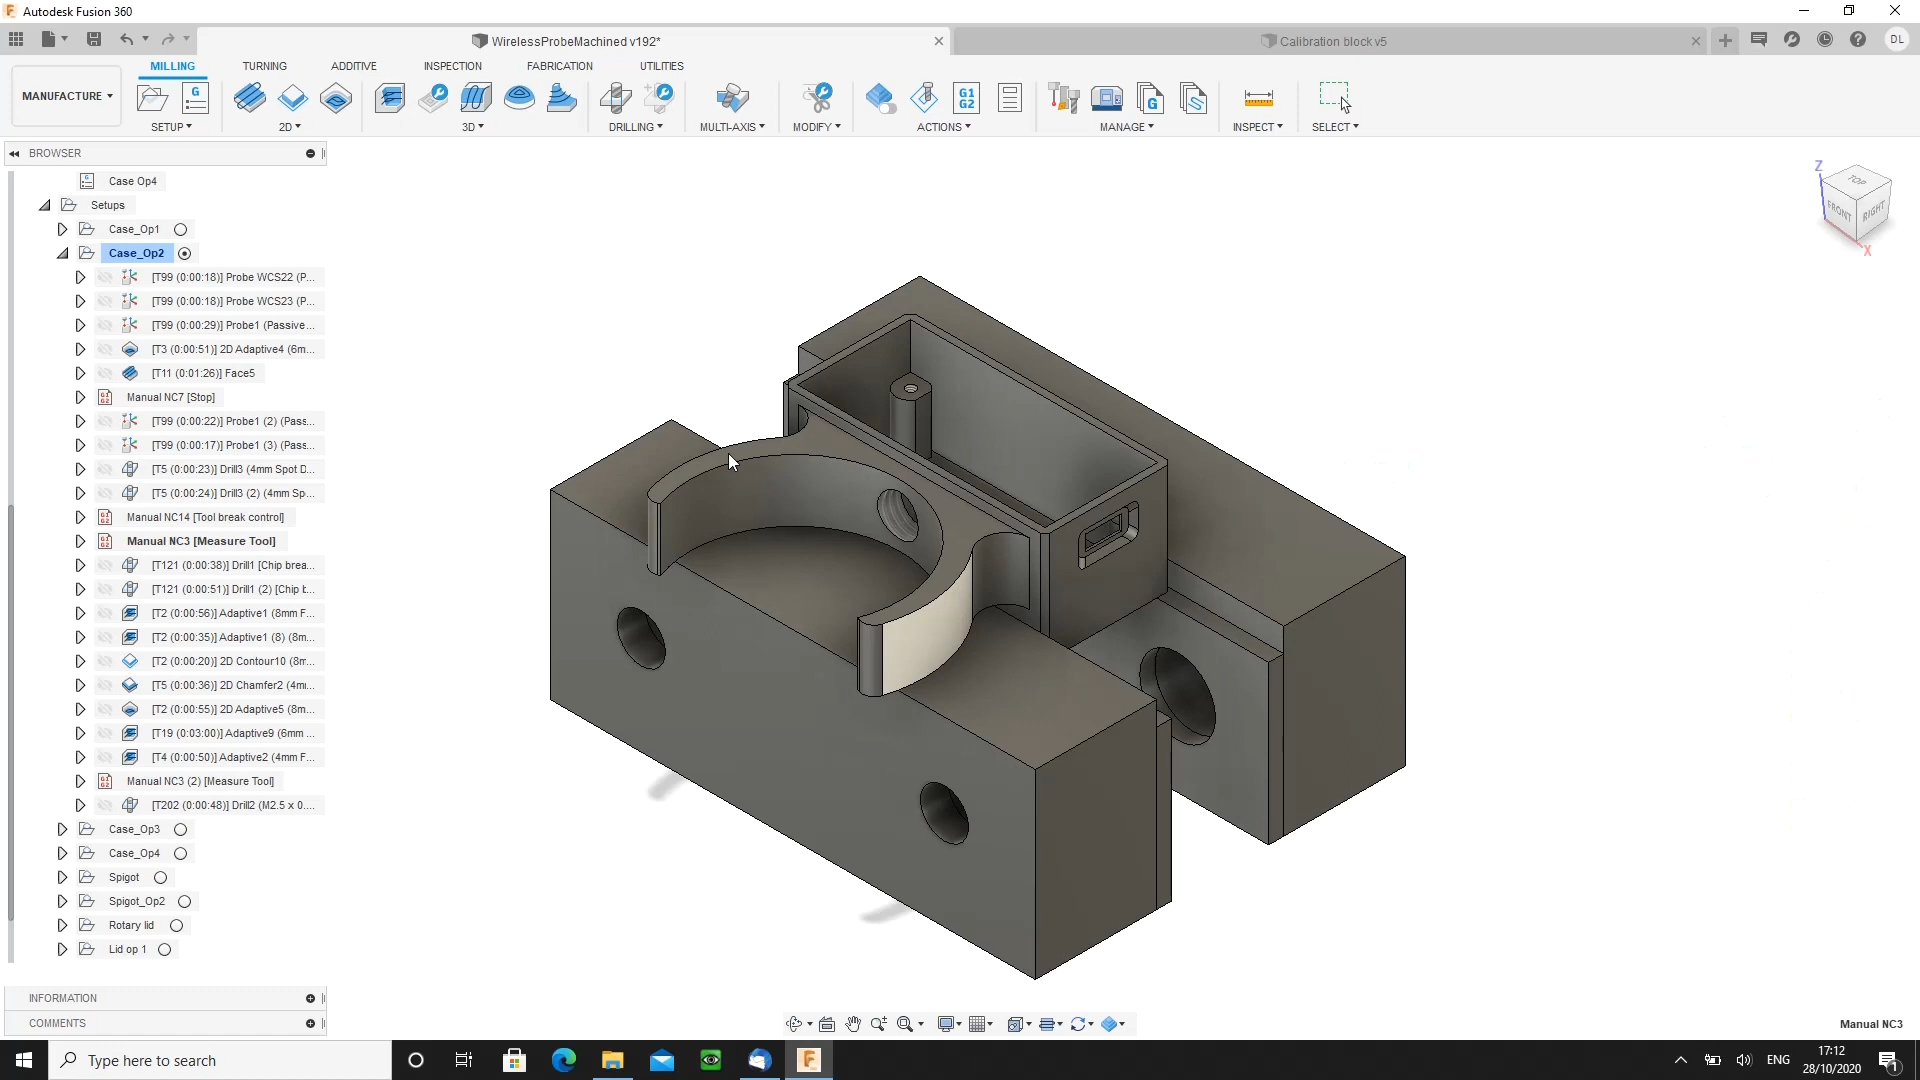 Autodesk Fusion 360
WirelessProbeMachined v192*
Calibration block v5
DL
MANUFACTURE
MILLING
TURNING
ADDITIVE
INSPECTION
FABRICATION
UTILITIES
SETUP
2D
3D
DRILLING
MULTI-AXIS
MODIFY
ACTIONS
MANAGE
INSPECT
SELECT
G1
G2
BROWSER
Case Op4
Setups
Case_Op1
Case_Op2
[T99 (0:00:18)] Probe WCS22 (P...
[T99 (0:00:18)] Probe WCS23 (P...
[T99 (0:00:29)] Probe1 (Passive...
[T3 (0:00:51)] 2D Adaptive4 (6m...
[T11 (0:01:26)] Face5
Manual NC7 [Stop]
[T99 (0:00:22)] Probe1 (2) (Pass...
[T99 (0:00:17)] Probe1 (3) (Pass...
[T5 (0:00:23)] Drill3 (4mm Spot D...
[T5 (0:00:24)] Drill3 (2) (4mm Sp...
Manual NC14 [Tool break control]
Manual NC3 [Measure Tool]
[T121 (0:00:38)] Drill1 [Chip brea...
[T121 (0:00:51)] Drill1 (2) [Chip t...
[T2 (0:00:56)] Adaptive1 (8mm F...
[T2 (0:00:35)] Adaptive1 (8) (8m...
[T2 (0:00:20)] 2D Contour10 (8m...
[T5 (0:00:36)] 2D Chamfer2 (4mi...
[T2 (0:00:55)] 2D Adaptive5 (8m...
[T19 (0:03:00)] Adaptive9 (6mm ...
[T4 (0:00:50)] Adaptive2 (4mm F...
Manual NC3 (2) [Measure Tool]
[T202 (0:00:48)] Drill2 (M2.5 x 0....
Case_Op3
Case_Op4
Spigot
Spigot_Op2
Rotary lid
Lid op 1
INFORMATION
COMMENTS
Z
TOP
FRONT
RIGHT
X
Manual NC3
Type here to search
ENG
17:12
28/10/2020
1